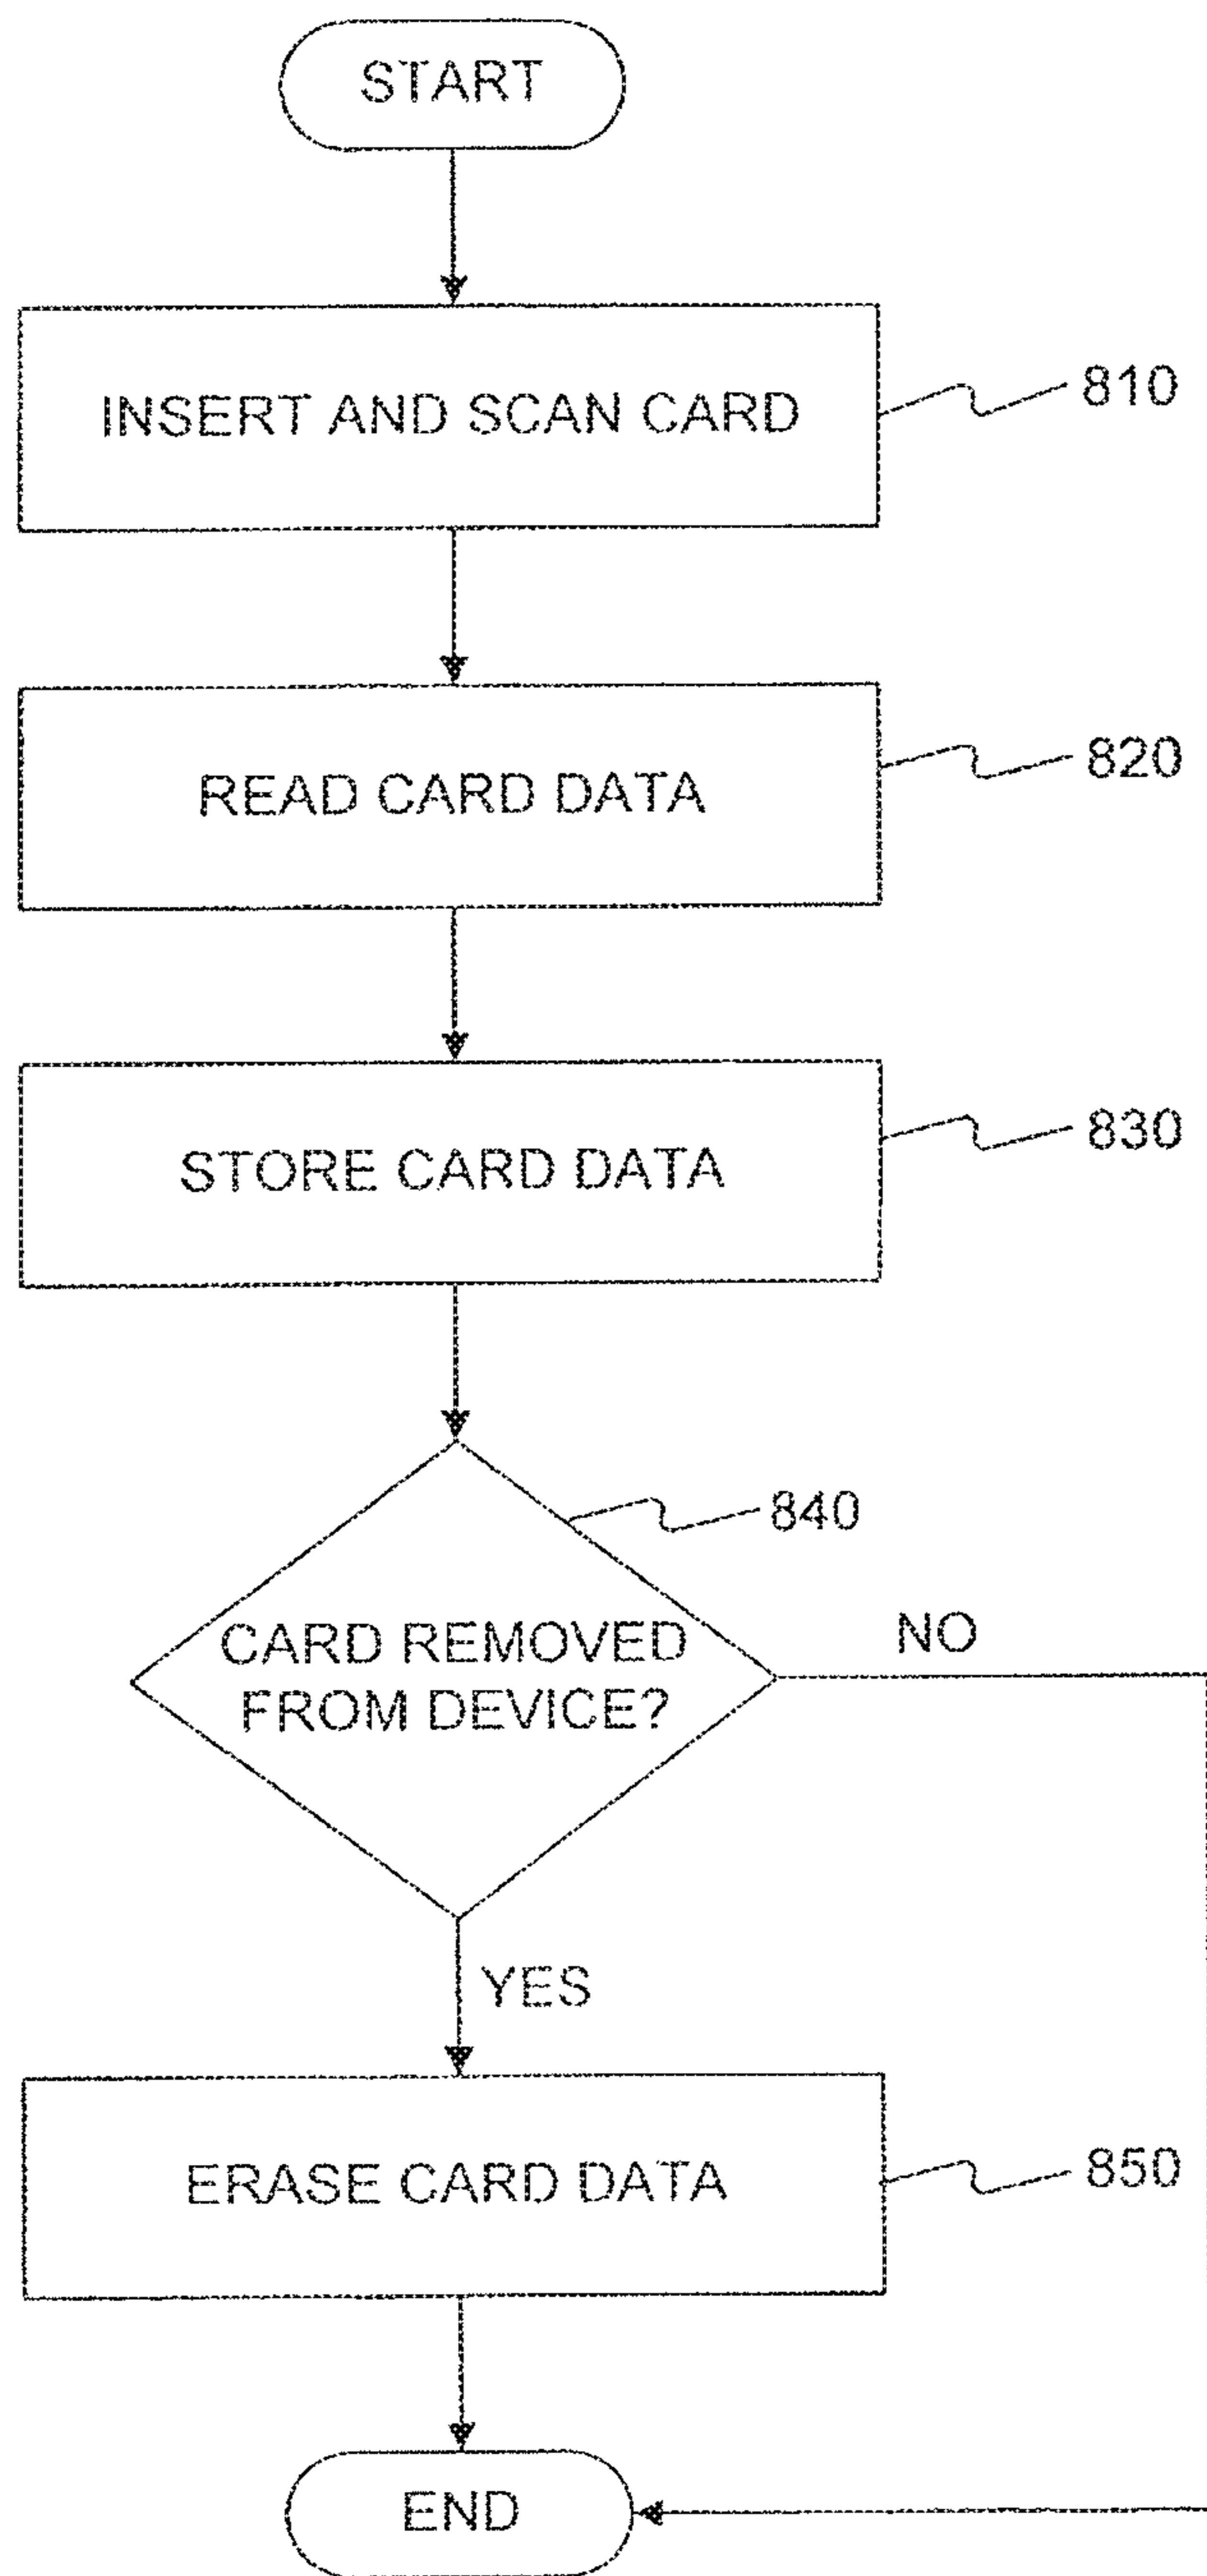 START
INSERT AND SCAN CARD
810
READ CARD DATA
820
STORE CARD DATA
830
840
CARD REMOVED
FROM DEVICE?
NO
YES
ERASE CARD DATA
850
END